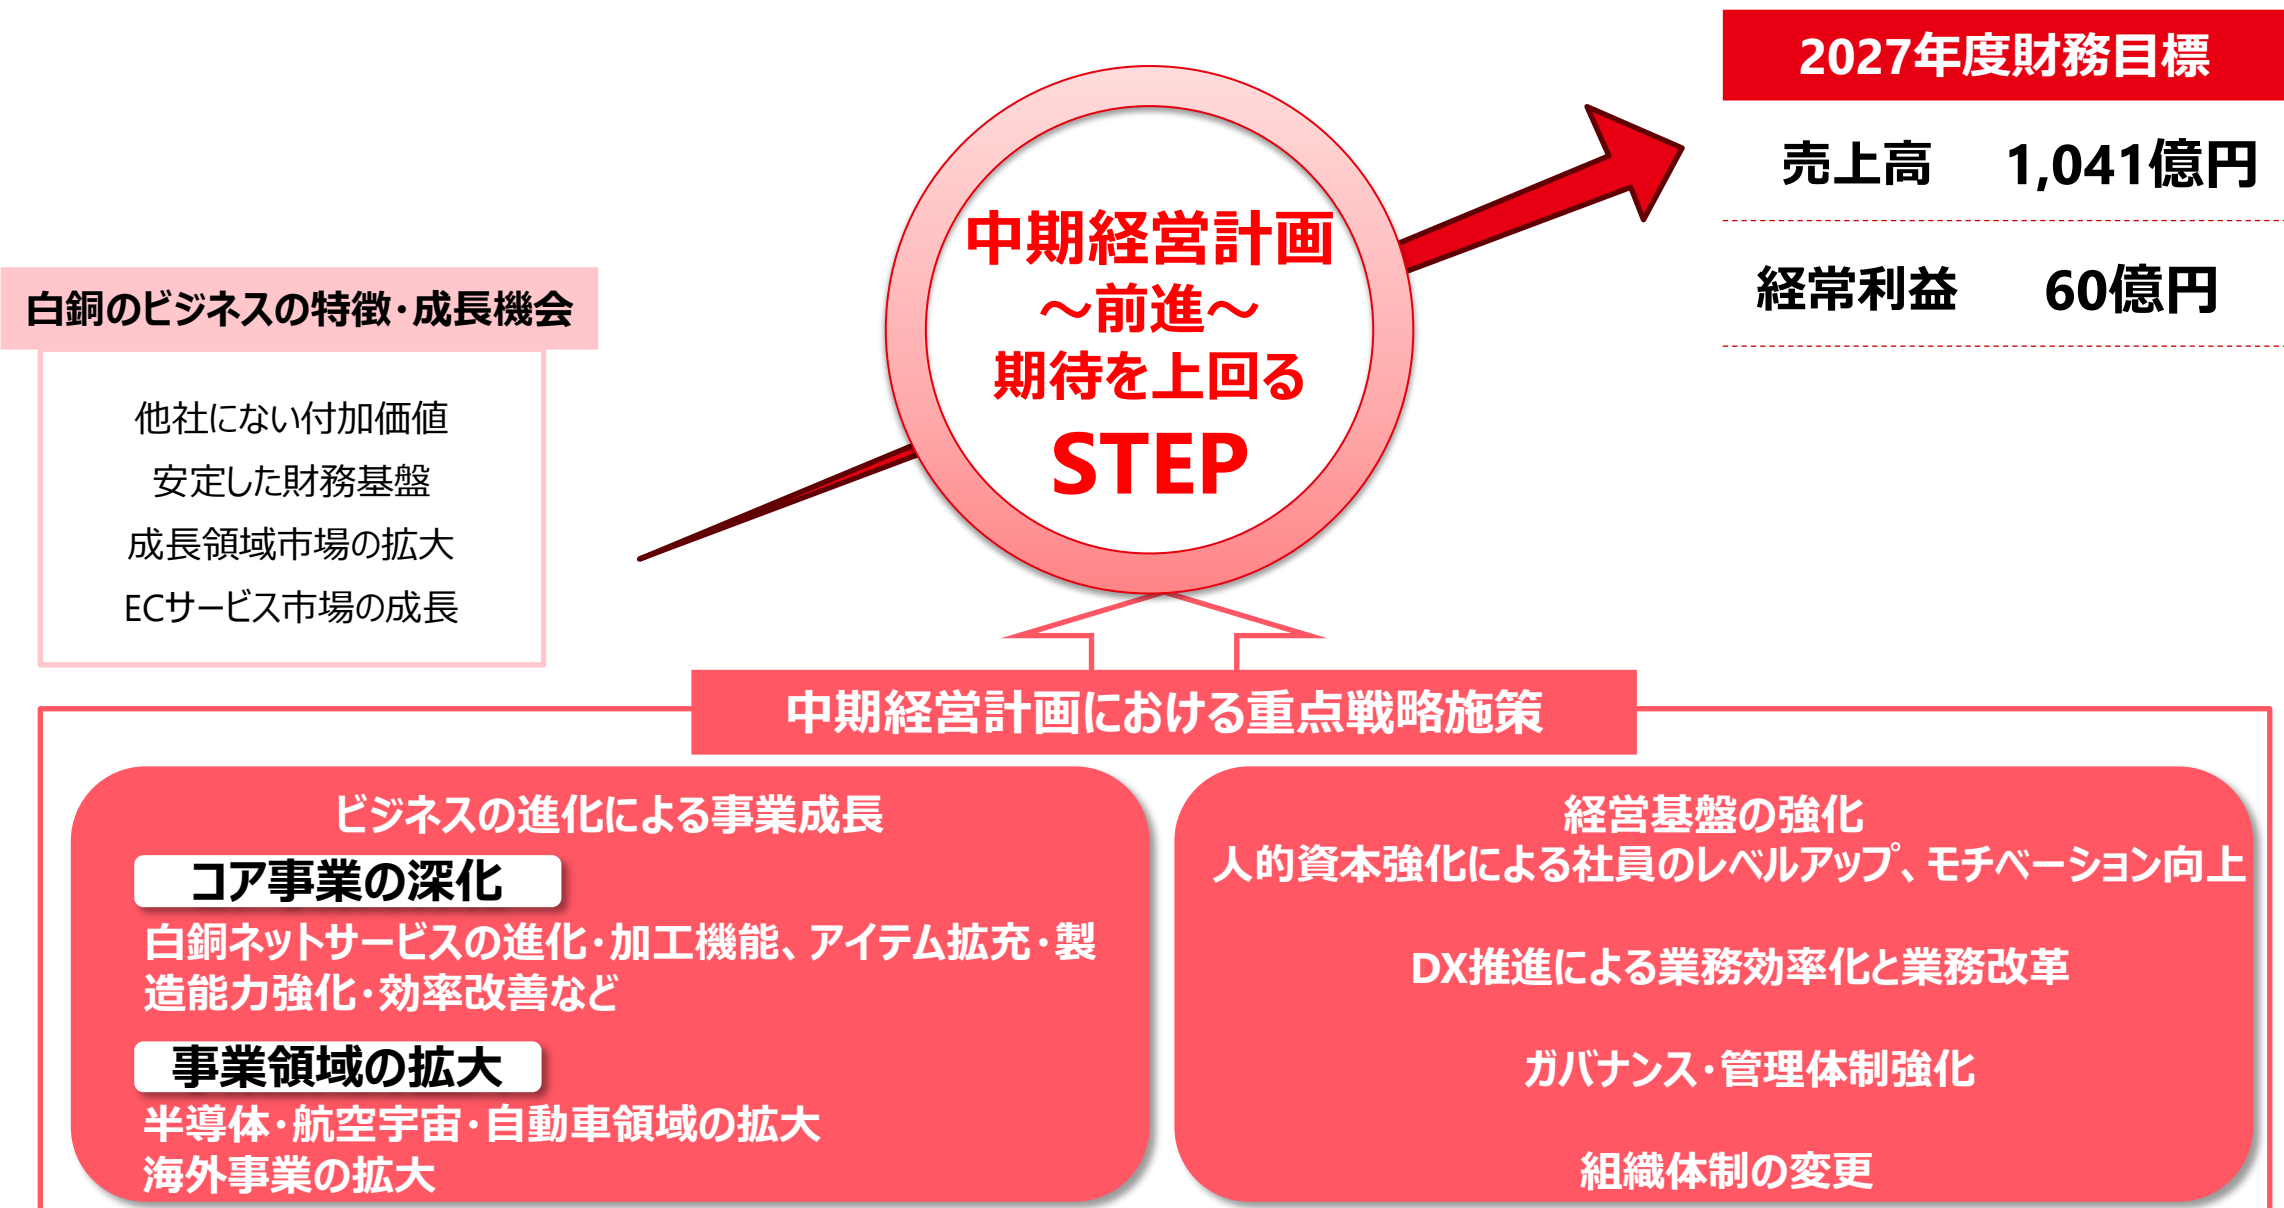 2027年度財務目標
売上高 1,041億円
経常利益 60億円
中期経営計画
～前進～
期待を上回る
STEP
白銅のビジネスの特徴・成長機会
他社にない付加価値
安定した財務基盤
成長領域市場の拡大
ECサービス市場の成長
中期経営計画における重点戦略施策
ビジネスの進化による事業成長
コア事業の深化
白銅ネットサービスの進化・加工機能、アイテム拡充・製
造能力強化・効率改善など
事業領域の拡大
半導体・航空宇宙・自動車領域の拡大
海外事業の拡大
経営基盤の強化
人的資本強化による社員のレベルアップ、モチベーション向上
DX推進による業務効率化と業務改革
ガバナンス・管理体制強化
組織体制の変更